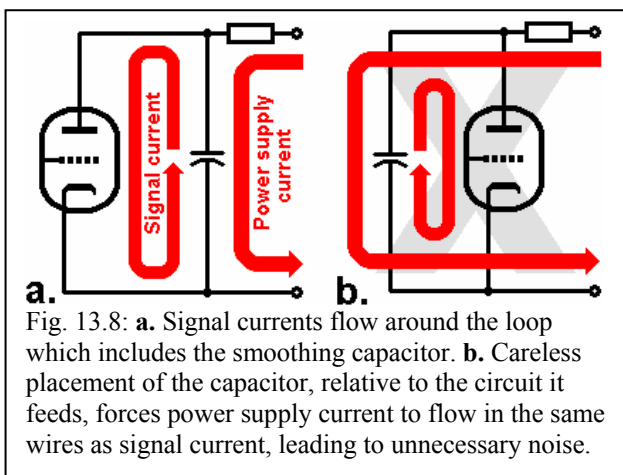 Signal current
Power supply
current
a.
b.
Fig. 13.8: a. Signal currents flow around the loop
which includes the smoothing capacitor. b. Careless
placement of the capacitor, relative to the circuit it
feeds, forces power supply current to flow in the same
wires as signal current, leading to unnecessary noise.